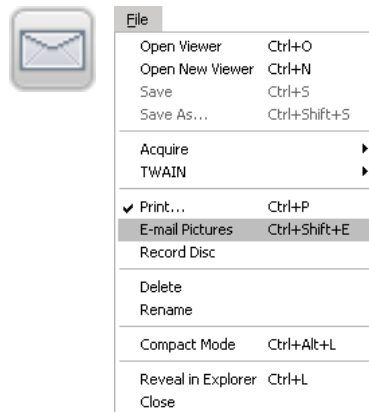 File
Open Viewer Ctrl+O
Open New Viewer Ctrl+N
Save Ctrl+S
Save As... Ctrl+Shift+S
Acquire
TWAIN
Print... Ctrl+P
E-mail Pictures Ctrl+Shift+E
Record Disc
Delete
Rename
Compact Mode Ctrl+Alt+L
Reveal in Explorer Ctrl+L
Close